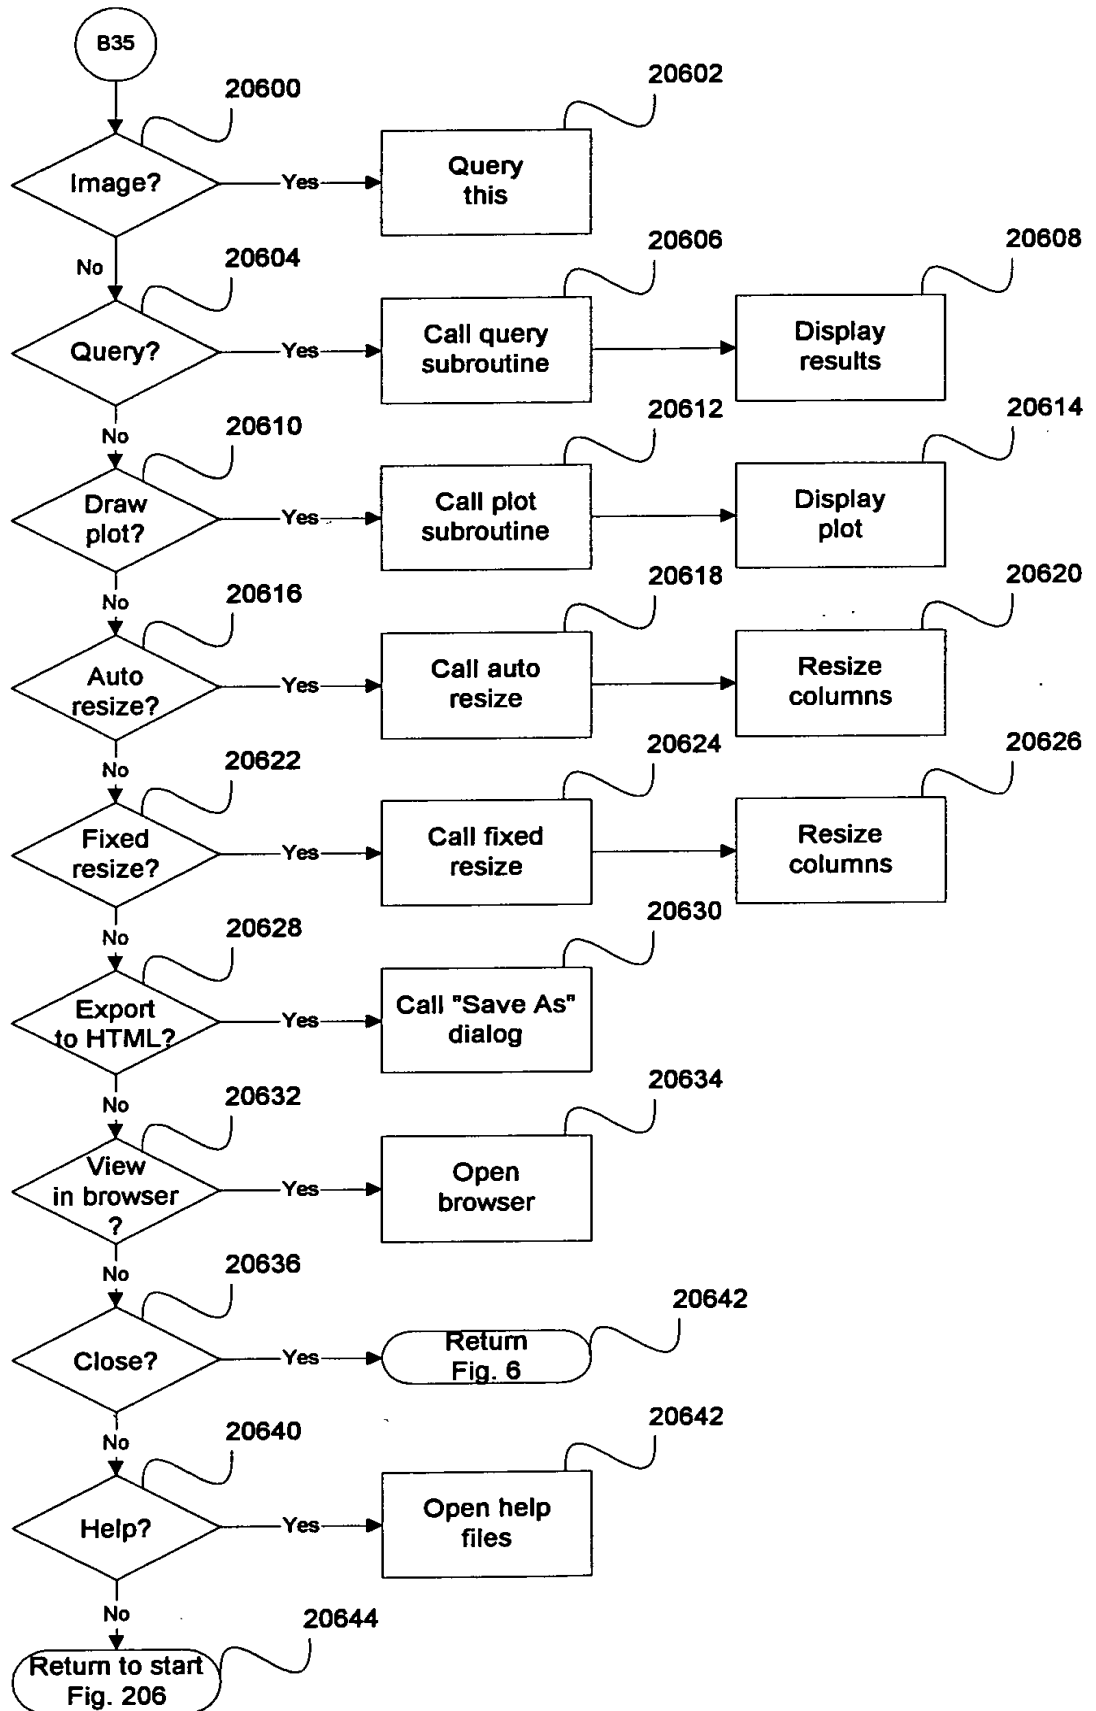 B35
20600
20602
Image?
Yes
Query
this
No
20604
20606
20608
Query?
Yes
Call query
subroutine
Display
results
No
20610
20612
20614
Draw
plot?
Yes
Call plot
subroutine
Display
plot
No
20616
20618
20620
Auto
resize?
Yes
Call auto
resize
Resize
columns
No
20622
20624
20626
Fixed
resize?
Yes
Call fixed
resize
Resize
columns
No
20628
20630
Export
to HTML?
Yes
Call "Save As"
dialog
No
20632
20634
View
in browser
?
Yes
Open
browser
No
20636
20642
Close?
Yes
Return
Fig. 6
No
20640
20642
Help?
Yes
Open help
files
No
20644
Return to start
Fig. 206